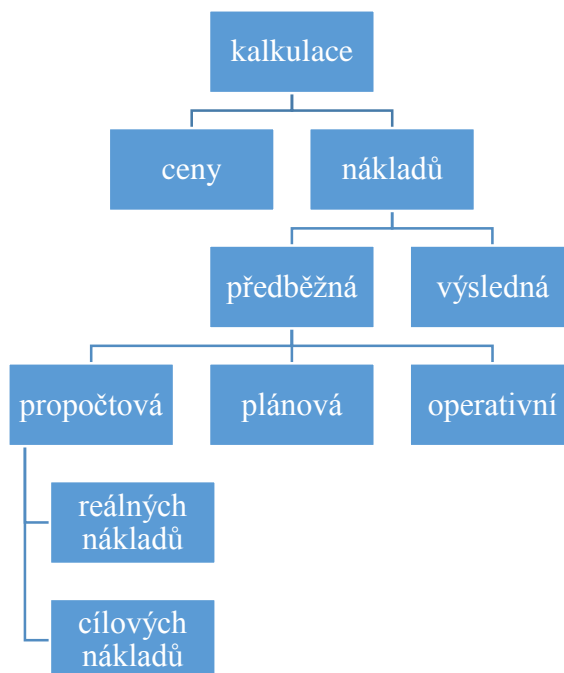 kalkulace
ceny
nákladů
předběžná
výsledná
propočtová
plánová
operativní
reálných
nákladů
cílových
nákladů